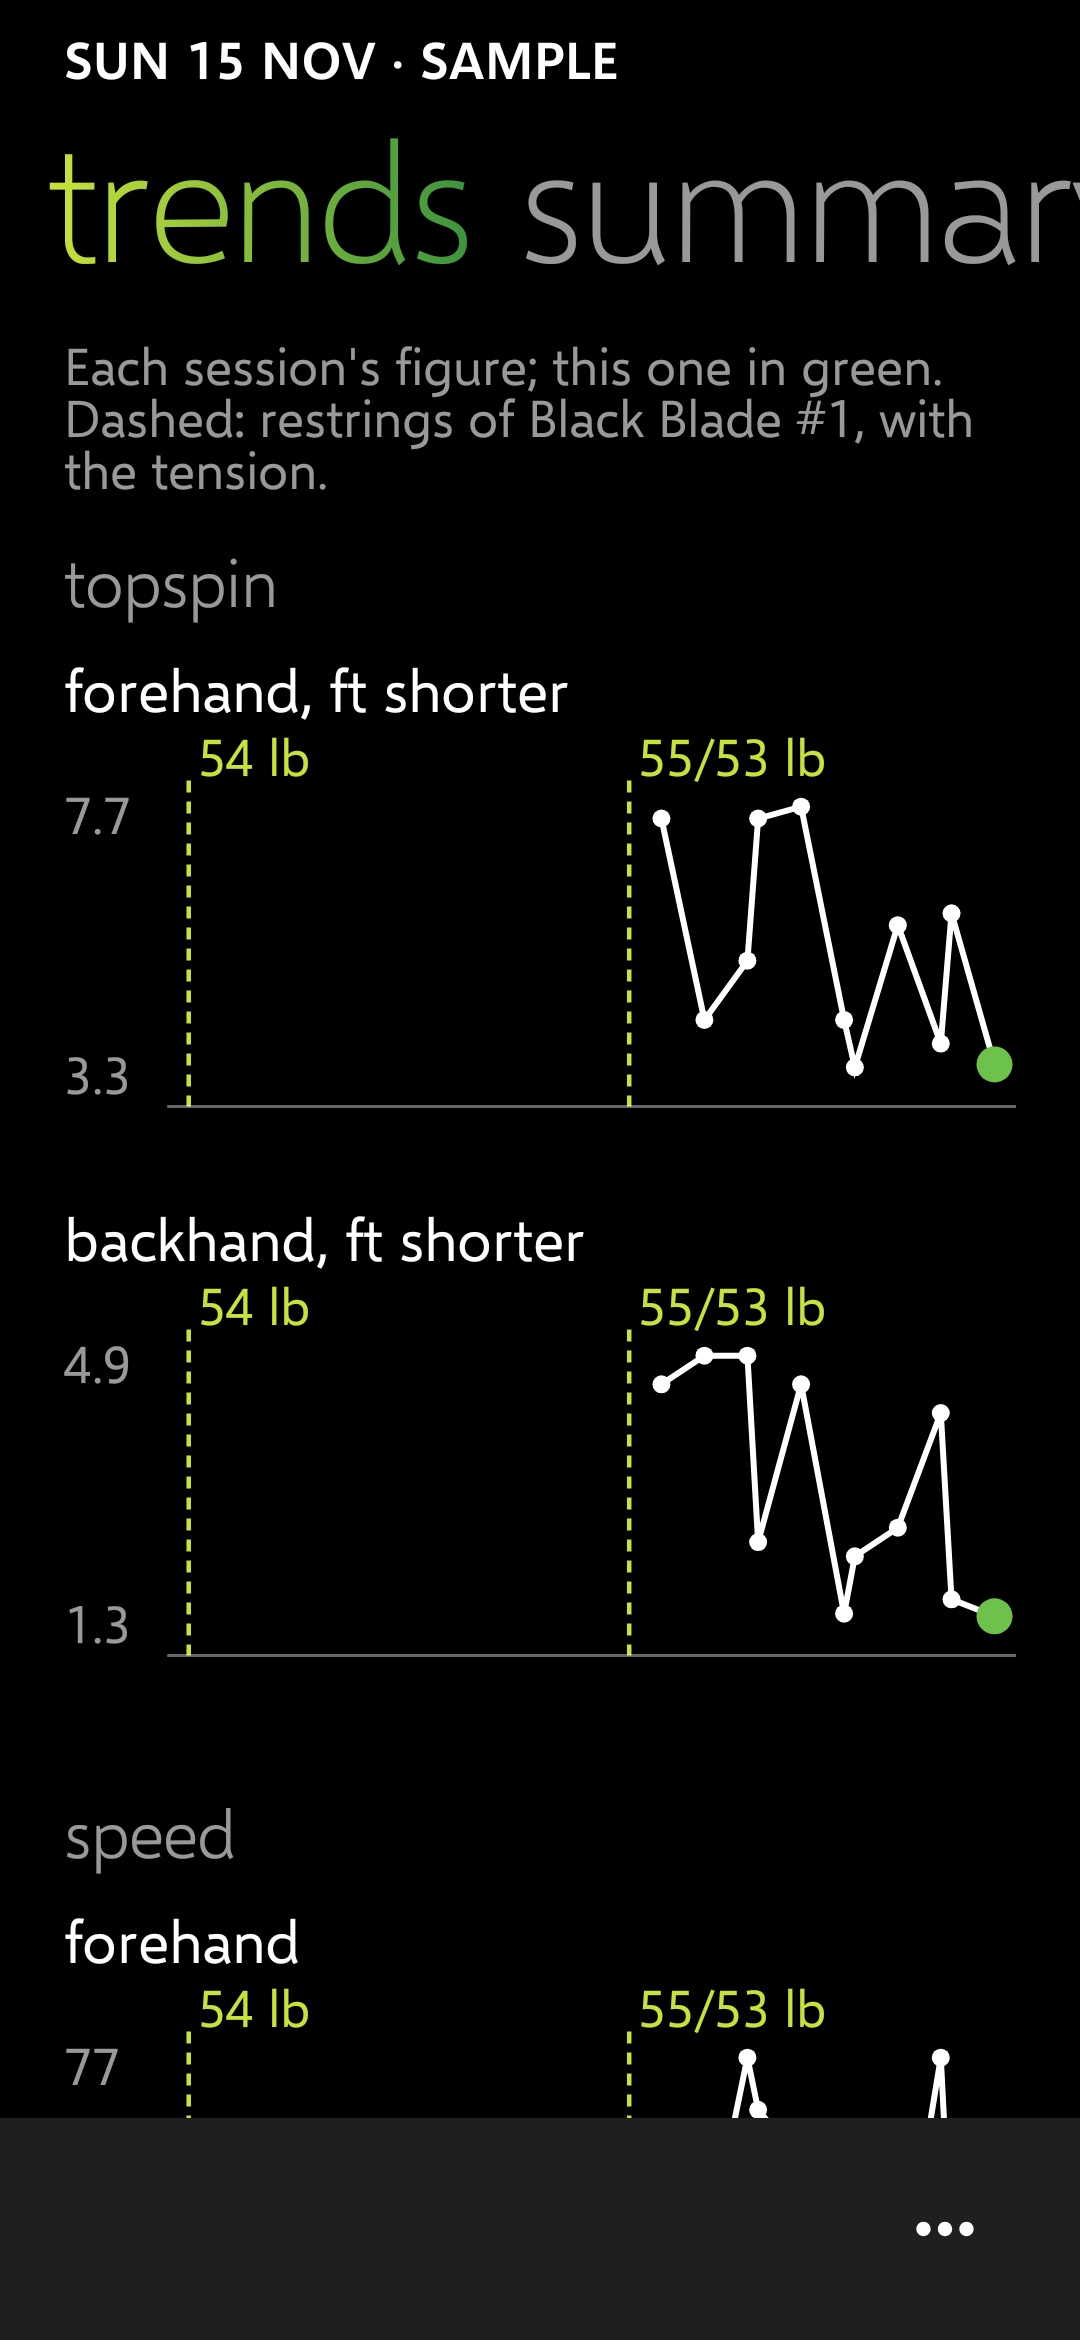 SUN 15 NOV · SAMPLE
trends summary
Each session's figure; this one in green.
Dashed: restrings of Black Blade #1, with
the tension.
topspin
forehand, ft shorter
54 lb 55/53 lb
7.7
3.3
backhand, ft shorter
54 lb 55/53 lb
4.9
1.3
speed
forehand
54 lb 55/53 lb
77